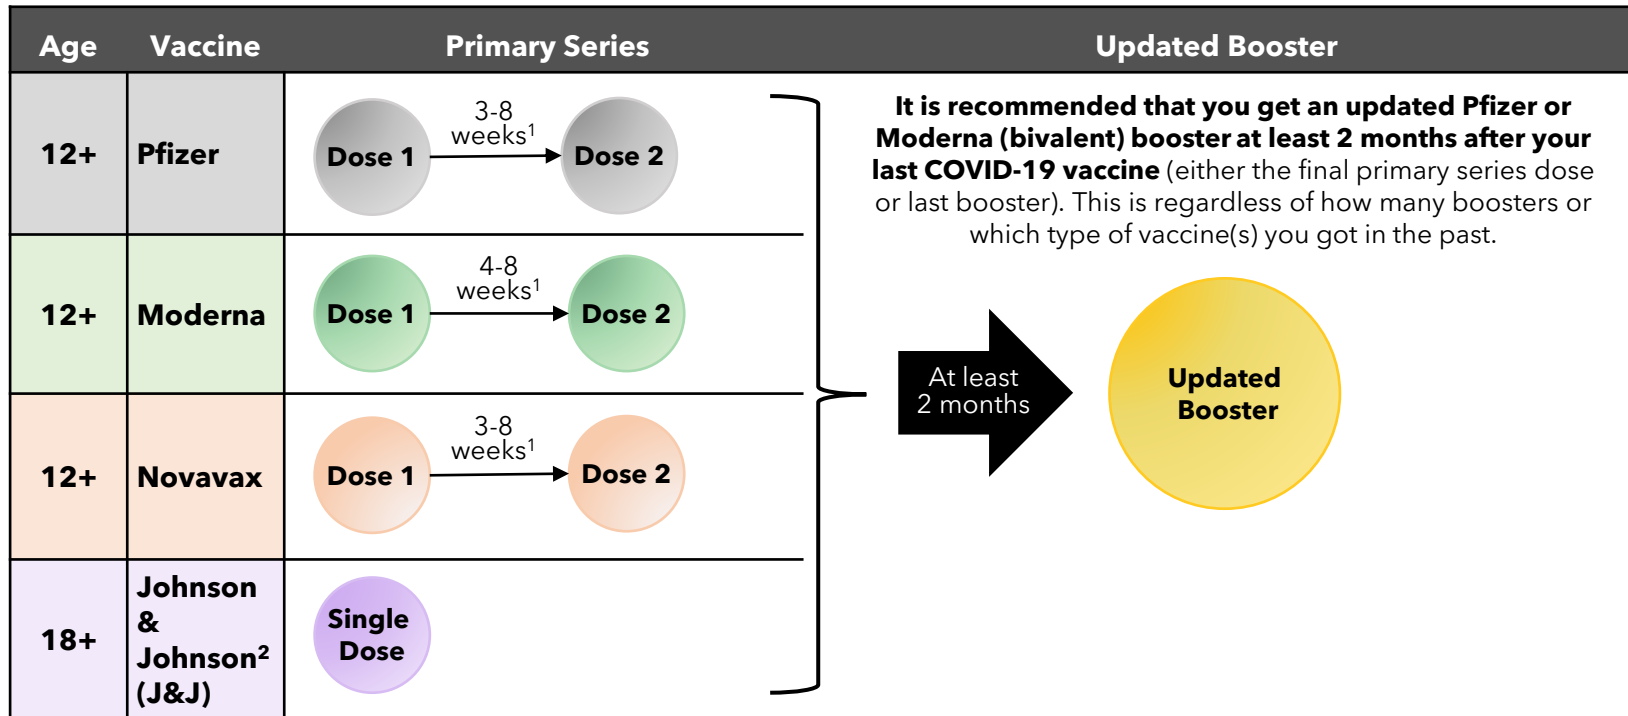 Age Vaccine Primary Series Updated Booster
12+ Pfizer
Dose 1
3-8
weeks¹
Dose 2
12+ Moderna
Dose 1
4-8
weeks¹
Dose 2
12+ Novavax
Dose 1
3-8
weeks¹
Dose 2
18+
Johnson
&
Johnson²
(J&J)
Single
Dose
It is recommended that you get an updated Pfizer or
Moderna (bivalent) booster at least 2 months after your
last COVID-19 vaccine (either the final primary series dose
or last booster). This is regardless of how many boosters or
which type of vaccine(s) you got in the past.
At least
2 months
Updated
Booster